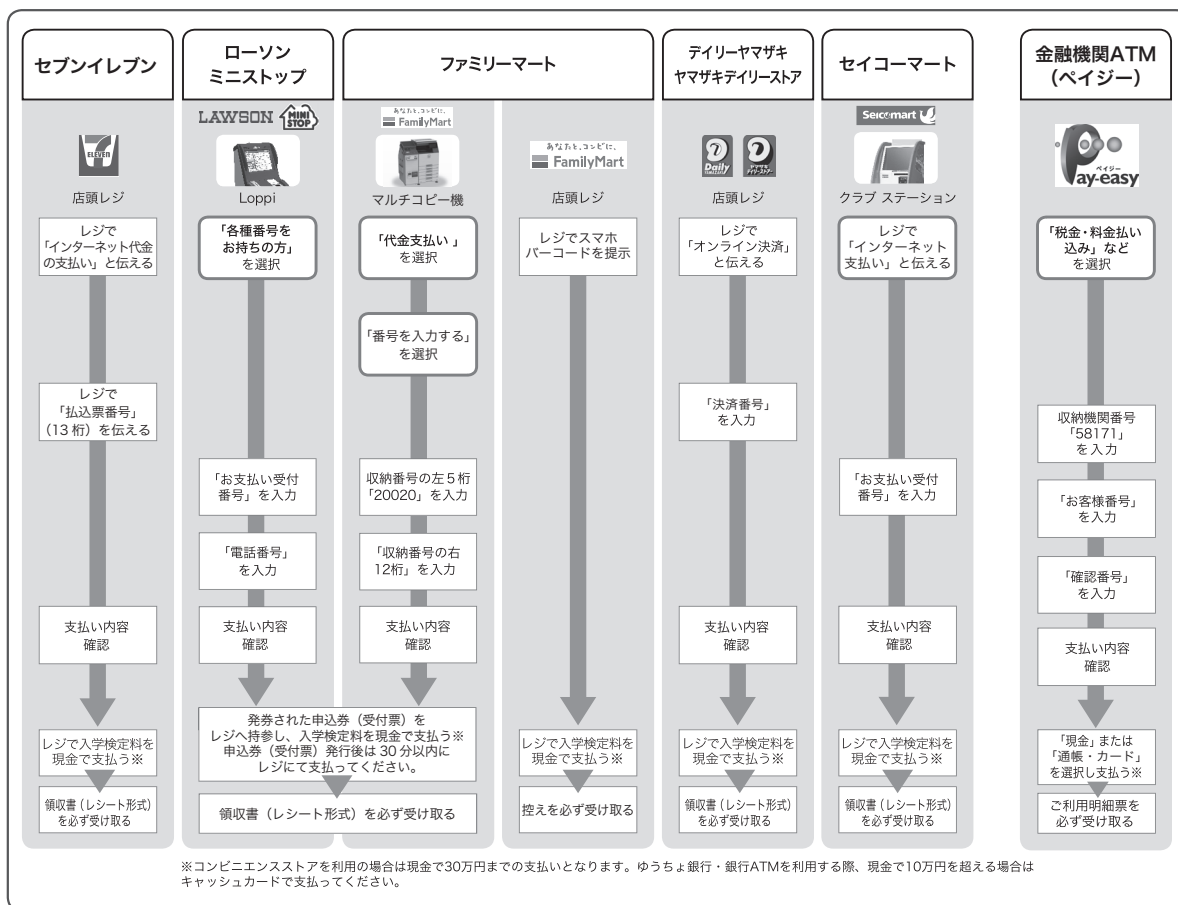 セブンイレブン
ELEVEN
店頭レジ
レジで
「インターネット代金
の支払い」と伝える
レジで
「払込票番号」
（13 桁）を伝える
支払い内容
確認
レジで入学検定料を
現金で支払う※
領収書（レシート形式）
を必ず受け取る
ローソン
ミニストップ
LAWSON
MINI
STOP
Loppi
「各種番号を
お持ちの方」
を選択
「お支払い受付
番号」を入力
「電話番号」
を入力
支払い内容
確認
ファミリーマート
あなたと、コンビに、
FamilyMart
マルチコピー機
「代金支払い 」
を選択
「番号を入力する」
を選択
収納番号の左５桁
「20020」を入力
「収納番号の右
12桁」を入力
支払い内容
確認
発券された申込券（受付票）を
レジへ持参し、入学検定料を現金で支払う※
申込券（受付票）発行後は 30 分以内に
レジにて支払ってください。
領収書（レシート形式）を必ず受け取る
あなたと、コンビに、
FamilyMart
店頭レジ
レジでスマホ
バーコードを提示
レジで入学検定料を
現金で支払う※
控えを必ず受け取る
デイリーヤマザキ
ヤマザキデイリーストア
Daily
YAMAZAKI
ヤマザキ
デイリーストアー
店頭レジ
レジで
「オンライン決済」
と伝える
「決済番号」
を入力
支払い内容
確認
レジで入学検定料を
現金で支払う※
領収書（レシート形式）
を必ず受け取る
セイコーマート
Seicomart
クラブ ステーション
レジで
「インターネット
支払い」と伝える
「お支払い受付
番号」を入力
支払い内容
確認
レジで入学検定料を
現金で支払う※
領収書（レシート形式）
を必ず受け取る
金融機関ATM
（ペイジー）
ペイジー
Pay-easy
「税金・料金払い
込み」など
を選択
収納機関番号
「58171」
を入力
「お客様番号」
を入力
「確認番号」
を入力
支払い内容
確認
「現金」または
「通帳・カード」
を選択し支払う※
ご利用明細票を
必ず受け取る
※コンビニエンスストアを利用の場合は現金で30万円までの支払いとなります。ゆうちょ銀行・銀行ATMを利用する際、現金で10万円を超える場合は
キャッシュカードで支払ってください。